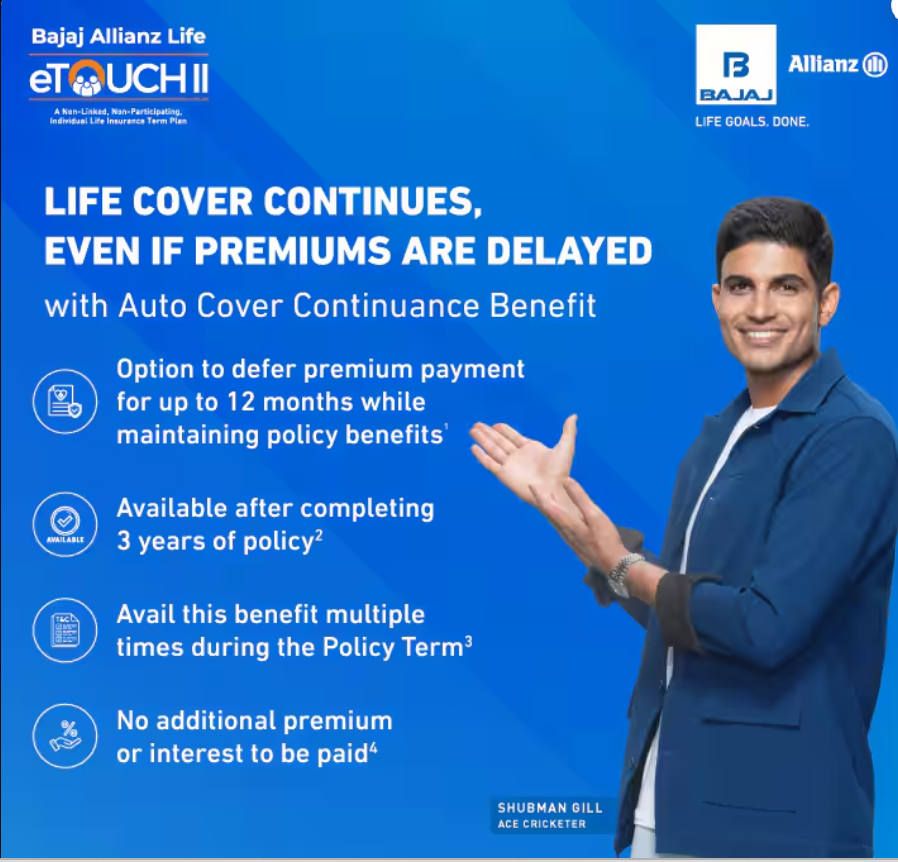 Bajaj Allianz Life
eTOUCH II
A Non-Linked, Non-Participating,
Individual Life Insurance Term Plan
B
BAJAJ
Allianz
LIFE GOALS. DONE.
LIFE COVER CONTINUES,
EVEN IF PREMIUMS ARE DELAYED
with Auto Cover Continuance Benefit
Option to defer premium payment
for up to 12 months while
maintaining policy benefits¹
AVAILABLE
Available after completing
3 years of policy²
T&C
Avail this benefit multiple
times during the Policy Term³
%
No additional premium
or interest to be paid⁴
SHUBMAN GILL
ACE CRICKETER